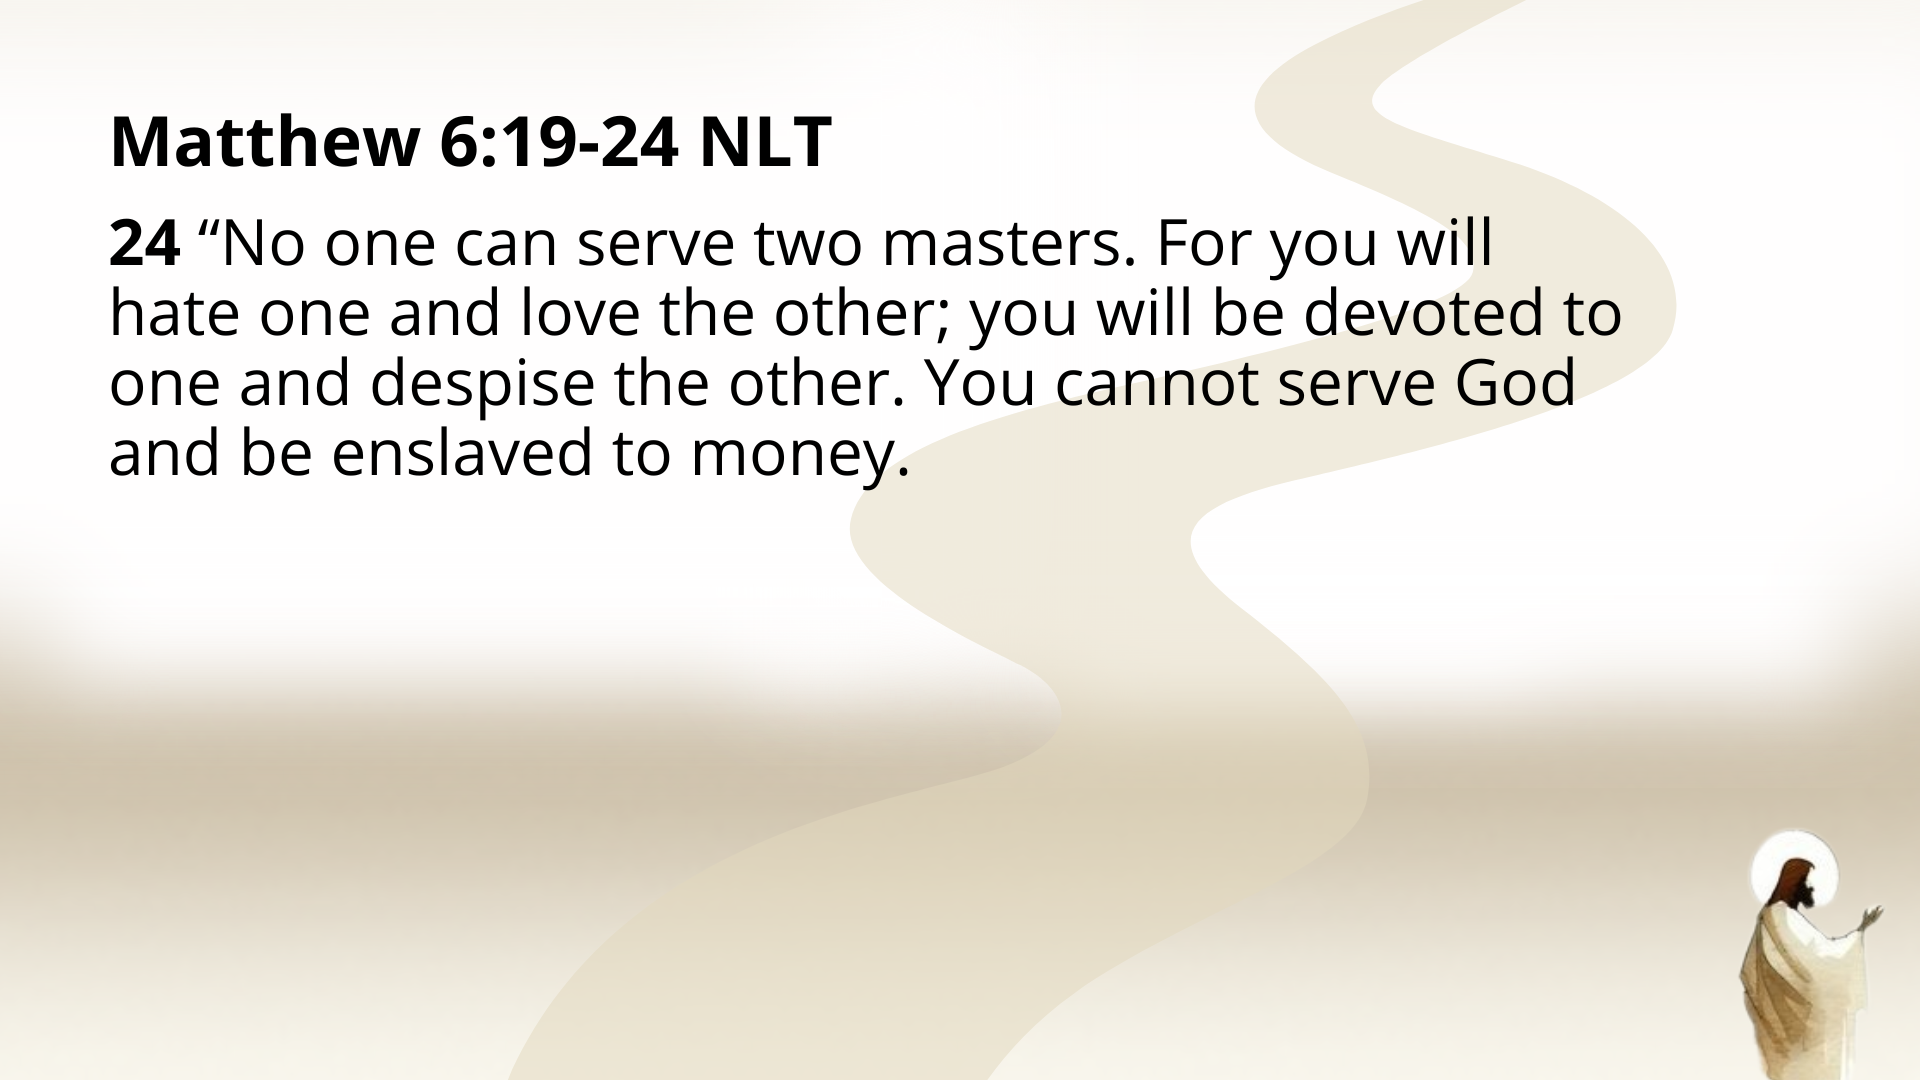 Matthew 6:19-24 NLT
24 “No one can serve two masters. For you will
hate one and love the other; you will be devoted to
one and despise the other. You cannot serve God
and be enslaved to money.